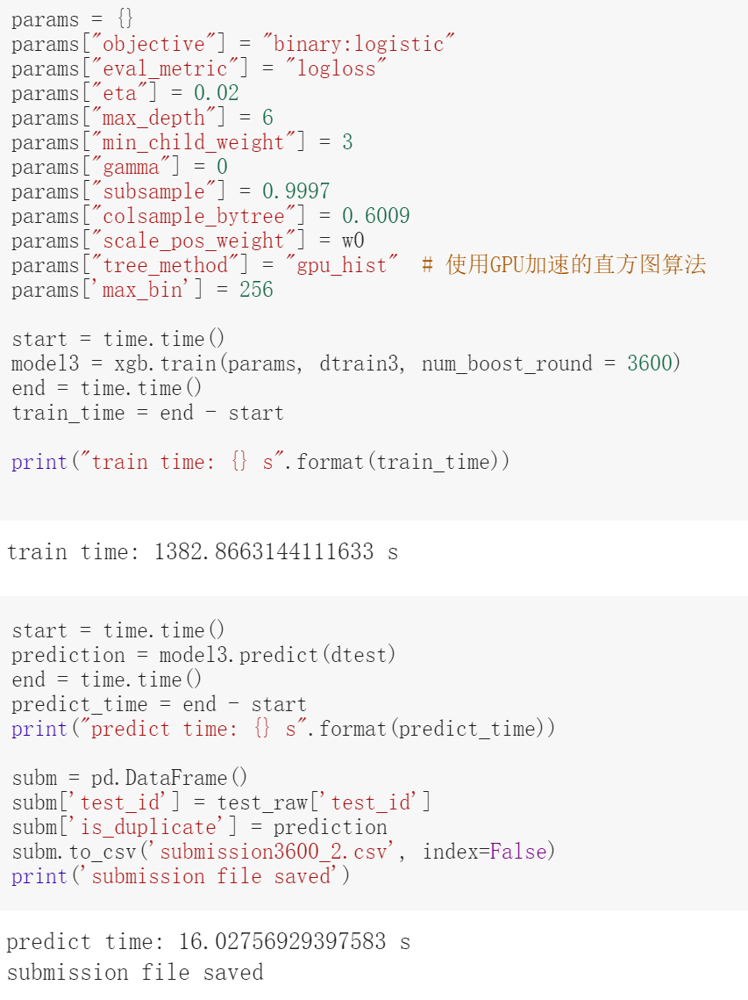 params = {}
params["objective"] = "binary:logistic"
params["eval_metric"] = "logloss"
params["eta"] = 0.02
params["max_depth"] = 6
params["min_child_weight"] = 3
params["gamma"] = 0
params["subsample"] = 0.9997
params["colsample_bytree"] = 0.6009
params["scale_pos_weight"] = w0
params["tree_method"] = "gpu_hist"  # 使用GPU加速的直方图算法
params['max_bin'] = 256
start = time.time()
model3 = xgb.train(params, dtrain3, num_boost_round = 3600)
end = time.time()
train_time = end - start
print("train time: {} s".format(train_time))
train time: 1382.8663144111633 s
start = time.time()
prediction = model3.predict(dtest)
end = time.time()
predict_time = end - start
print("predict time: {} s".format(predict_time))
subm = pd.DataFrame()
subm['test_id'] = test_raw['test_id']
subm['is_duplicate'] = prediction
subm.to_csv('submission3600_2.csv', index=False)
print('submission file saved')
predict time: 16.02756929397583 s
submission file saved